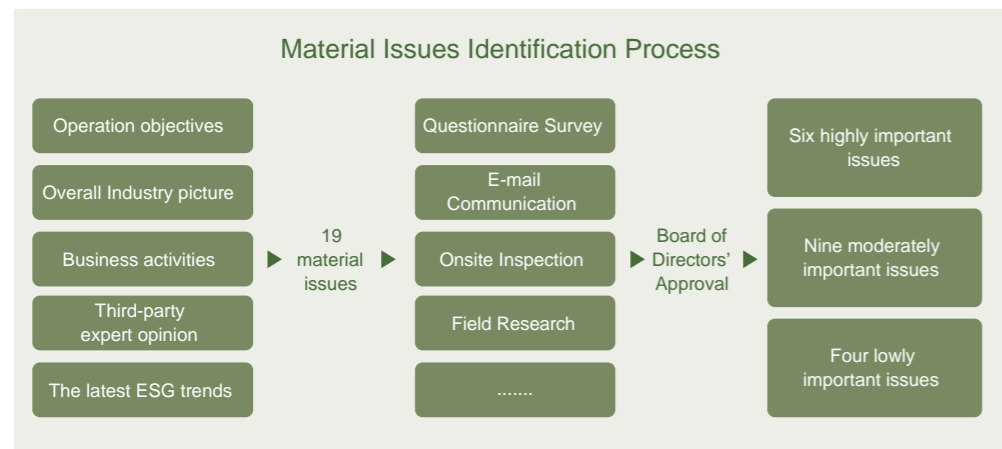 Material Issues Identification Process
Operation objectives
Overall Industry picture
Business activities
Third-party
expert opinion
The latest ESG trends
19
material
issues
Questionnaire Survey
E-mail
Communication
Onsite Inspection
Field Research
.......
Board of
Directors’
Approval
Six highly important
issues
Nine moderately
important issues
Four lowly
important issues